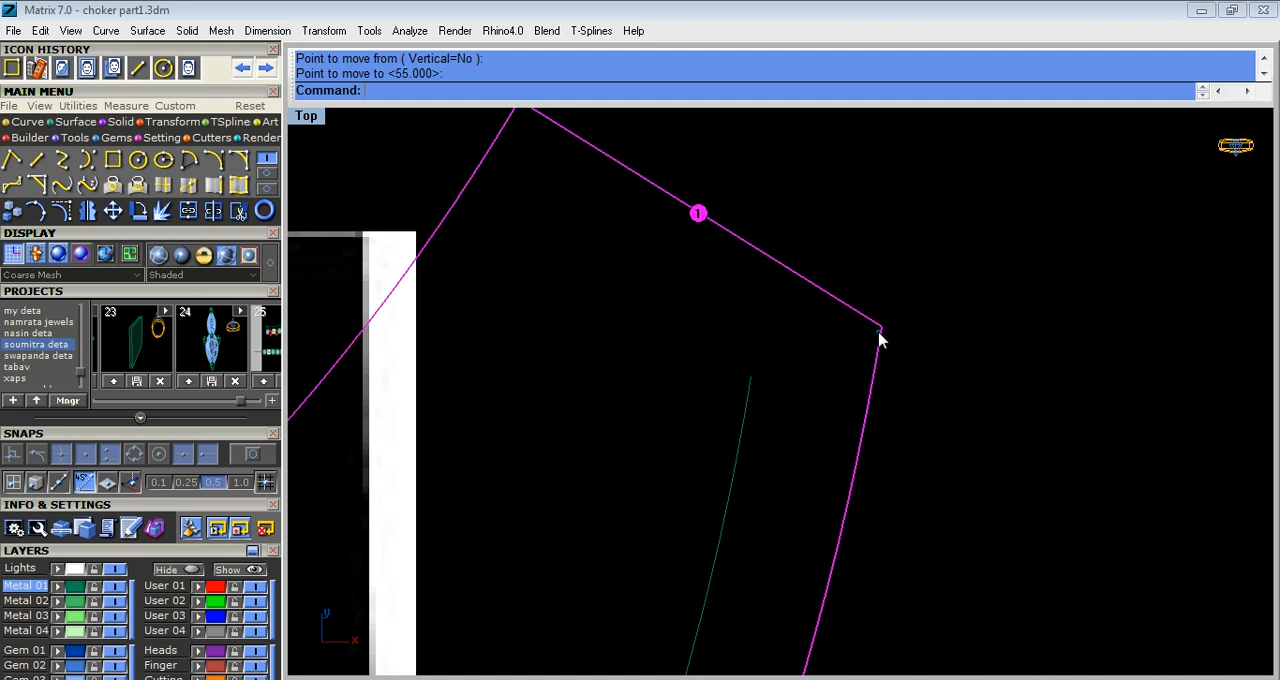 Matrix 7.0 - choker part1.3dm
File Edit View Curve Surface Solid Mesh Dimension Transform Tools Analyze Render Rhino4.0 Blend T-Splines Help
ICON HISTORY
Point to move from ( Vertical=No ):
Point to move to <55.000>:
Command:
MAIN MENU
File View Utilities Measure Custom Reset
Curve Surface Solid Transform TSpline Art
Builder Tools Gems Setting Cutters Render
Top
1
DISPLAY
Coarse Mesh Shaded
PROJECTS
my deta
namrata jewels
nasin deta
soumitra deta
swapanda deta
tabav
xaps
23 24 25
Mngr
SNAPS
45°
0.1 0.25 0.5 1.0
INFO & SETTINGS
LAYERS
Lights Hide Show
Metal 01 User 01
Metal 02 User 02
Metal 03 User 03
Metal 04 User 04
Gem 01 Heads
Gem 02 Finger
Gem 03 Cutting
y
x